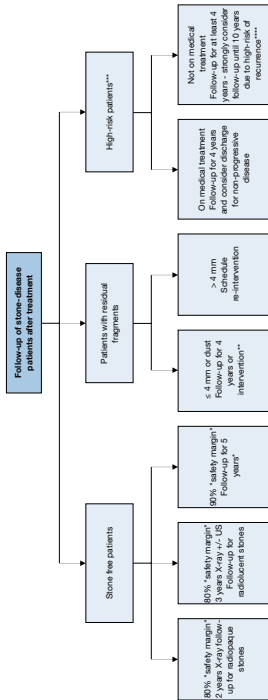 Follow-up of stone-disease
patients after treatment
Stone free patients
Patients with residual
fragments
High-risk patients***
80% "safety margin"
2 years X-ray follow-
up for radiopaque
stones
80% "safety margin"
3 years X-ray +/- US
Follow-up for
radiolucent stones
90% "safety margin"
Follow-up for 5
years*
≤ 4 mm or dust
Follow-up for 4
years or
intervention**
> 4 mm
Schedule
re-intervention
On medical treatment
Follow-up for 4 years
and consider discharge
for non-progressive
disease
Not on medical
treatment
Follow-up for at least 4
years - strongly consider
follow-up until 10 years
due to high-risk of
recurrence****